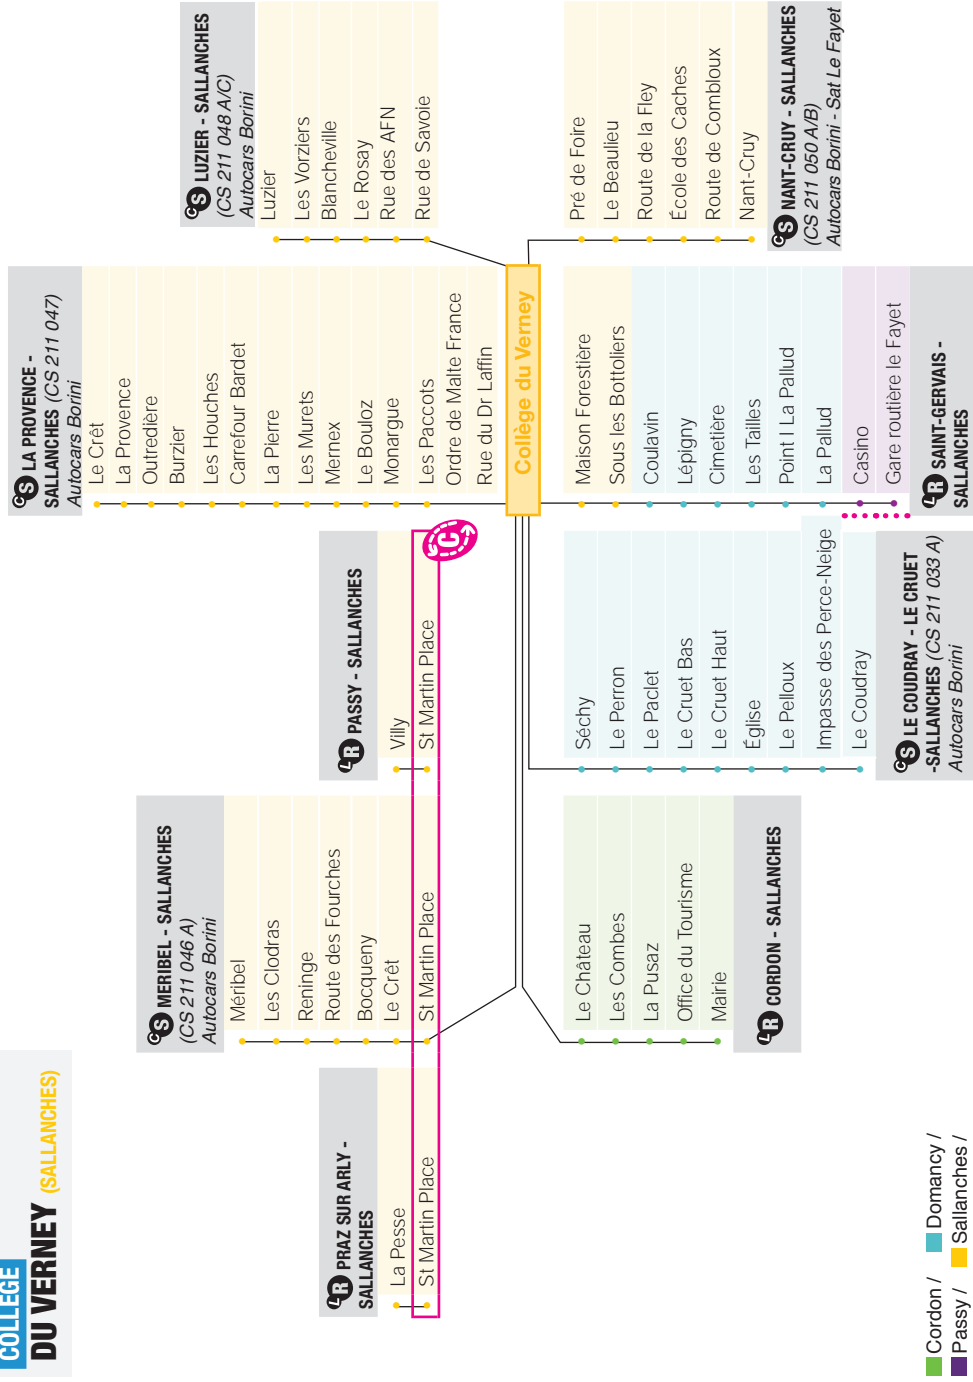 COLLÈGE
DU VERNEY (SALLANCHES)
LR PRAZ SUR ARLY -
SALLANCHES
La Pesse
St Martin Place
CS MERIBEL - SALLANCHES
(CS 211 046 A)
Autocars Borini
Méribel
Les Clodras
Reninge
Route des Fourches
Bocqueny
Le Crêt
St Martin Place
LR PASSY - SALLANCHES
Villy
St Martin Place
C
CS LA PROVENCE -
SALLANCHES (CS 211 047)
Autocars Borini
Le Crêt
La Provence
Outredière
Burzier
Les Houches
Carrefour Bardet
La Pierre
Les Murets
Mernex
Le Bouloz
Monargue
Les Paccots
Ordre de Malte France
Rue du Dr Laffin
CS LUZIER - SALLANCHES
(CS 211 048 A/C)
Autocars Borini
Luzier
Les Vorziers
Blancheville
Le Rosay
Rue des AFN
Rue de Savoie
Collège du Verney
Le Château
Les Combes
La Pusaz
Office du Tourisme
Mairie
LR CORDON - SALLANCHES
Séchy
Le Perron
Le Paclet
Le Cruet Bas
Le Cruet Haut
Église
Le Pelloux
Impasse des Perce-Neige
Le Coudray
CS LE COUDRAY - LE CRUET
-SALLANCHES (CS 211 033 A)
Autocars Borini
Maison Forestière
Sous les Bottoliers
Coulavin
Lépigny
Cimetière
Les Tailles
Point I La Pallud
La Pallud
Casino
Gare routière le Fayet
LR SAINT-GERVAIS -
SALLANCHES
Pré de Foire
Le Beaulieu
Route de la Fley
École des Caches
Route de Combloux
Nant-Cruy
CS NANT-CRUY - SALLANCHES
(CS 211 050 A/B)
Autocars Borini - Sat Le Fayet
Cordon / Domancy /
Passy / Sallanches /